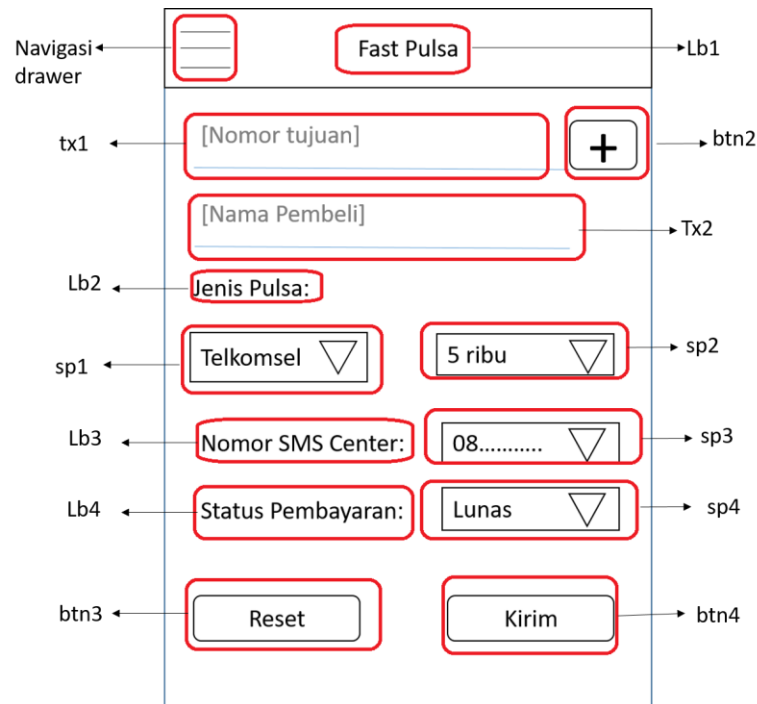 Navigasi
drawer
Fast Pulsa
Lb1
tx1
[Nomor tujuan]
+
btn2
[Nama Pembeli]
Tx2
Lb2
Jenis Pulsa:
sp1
Telkomsel
5 ribu
sp2
Lb3
Nomor SMS Center:
08...........
sp3
Lb4
Status Pembayaran:
Lunas
sp4
btn3
Reset
Kirim
btn4